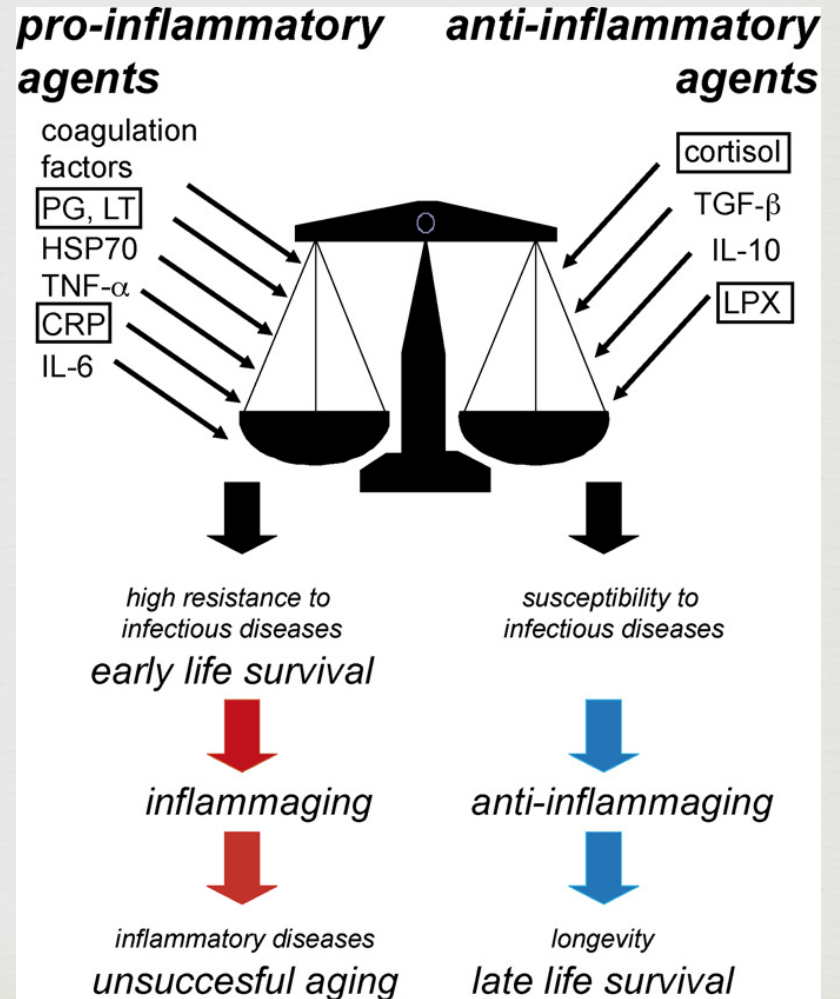 pro-inflammatory
agents
anti-inflammatory
agents
coagulation
factors
PG, LT
HSP70
TNF-α
CRP
IL-6
cortisol
TGF-β
IL-10
LPX
high resistance to
infectious diseases
early life survival
inflammaging
inflammatory diseases
unsuccesful aging
susceptibility to
infectious diseases
anti-inflammaging
longevity
late life survival